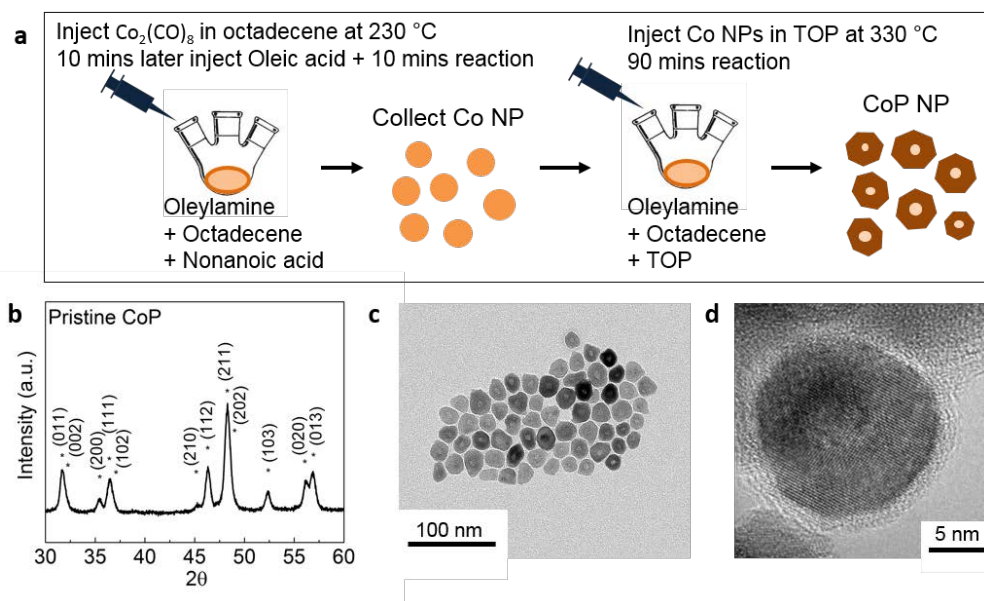 a
Inject Co₂(CO)₈ in octadecene at 230 °C
10 mins later inject Oleic acid + 10 mins reaction
Inject Co NPs in TOP at 330 °C
90 mins reaction
Collect Co NP
CoP NP
Oleylamine
+ Octadecene
+ Nonanoic acid
Oleylamine
+ Octadecene
+ TOP
b
Pristine CoP
Intensity (a.u.)
* (011)
* (002)
* (200)
* (111)
* (102)
* (210)
* (112)
* (211)
* (202)
* (103)
* (020)
* (013)
30 35 40 45 50 55 60
2θ
c
100 nm
d
5 nm